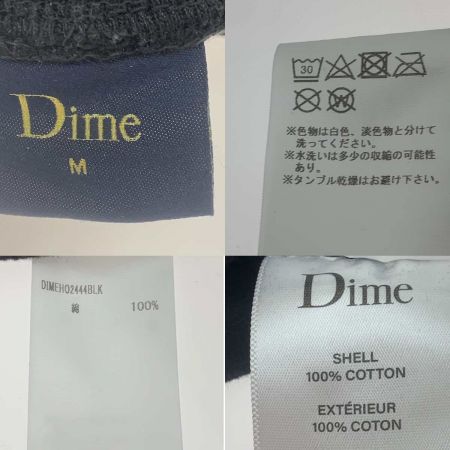 Dime
M
30
W
※色物は白色、淡色物と分けて
洗ってください。
※水洗いは多少の収縮の可能性
あり。
※タンブル乾燥はお避け下さい。
DIMEHO2444BLK
綿 100%
Dime
SHELL
100% COTTON
EXTÉRIEUR
100% COTON